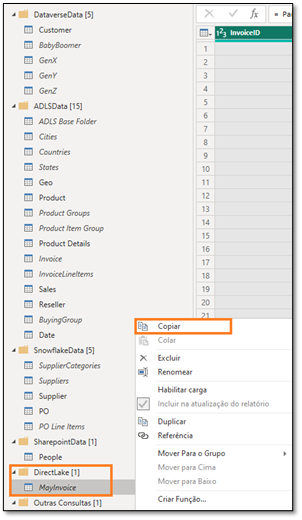 DataverseData [5]
Customer
BabyBoomer
GenX
GenY
GenZ
ADLSData [15]
ADLS Base Folder
Cities
Countries
States
Geo
Product
Product Groups
Product Item Group
Product Details
Invoice
InvoiceLineItems
Sales
Reseller
BuyingGroup
Date
SnowflakeData [5]
SupplierCategories
Suppliers
Supplier
PO
PO Line Items
SharepointData [1]
People
DirectLake [1]
MayInvoice
Outras Consultas [1]
= Pa
1²3 InvoiceID
1
2
3
4
5
6
7
8
9
10
11
12
13
14
15
16
17
18
19
20
21
Copiar
Colar
Excluir
Renomear
Habilitar carga
Incluir na atualização do relatório
Duplicar
Referência
Mover Para o Grupo
Mover para Cima
Mover para Baixo
Criar Função...